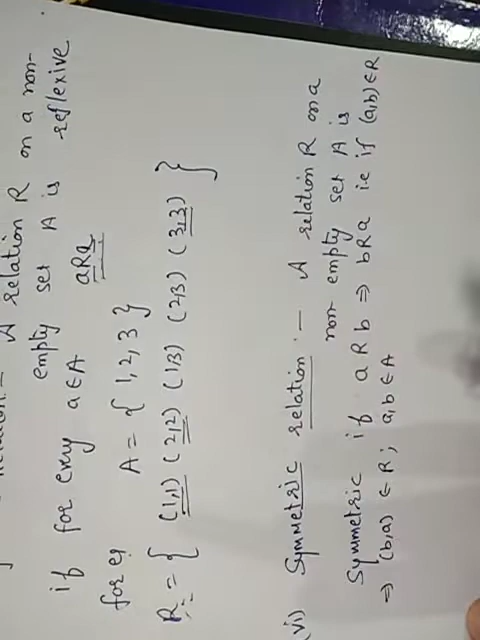 relation :- A relation R on a non-
empty set A is reflexive
if for every a∈A aRa
for eg A = { 1, 2, 3 }
R = { (1,1) (2,2) (1,3) (2,3) (3,3) }
(vi) Symmetric relation :- A relation R on a
non empty set A is
Symmetric if a R b ⇒ bRa ie if (a,b) ∈ R
⇒ (b,a) ∈ R ; a,b ∈ A